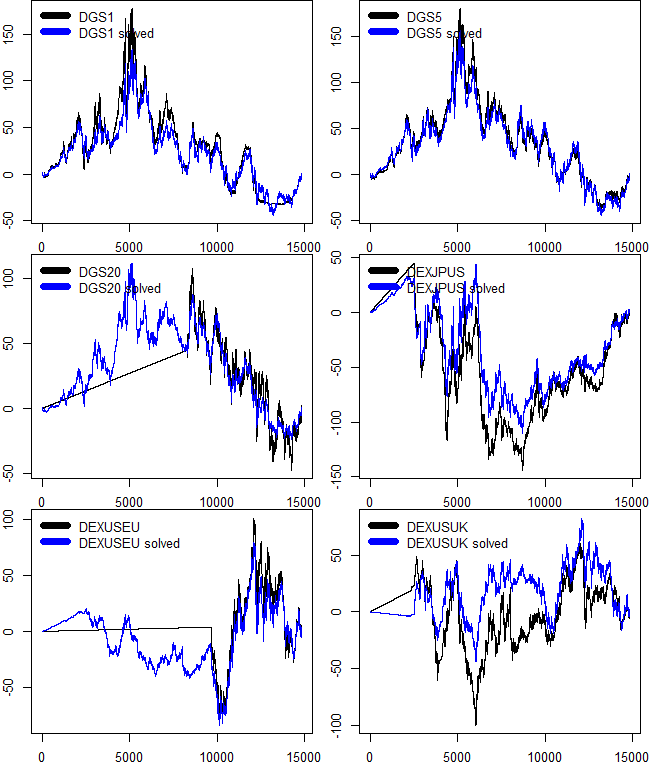 DGS1
DGS1 solved
-50 0 50 100 150
0 5000 10000 15000
DGS5
DGS5 solved
-50 0 50 100 150
0 5000 10000 15000
DGS20
DGS20 solved
-50 0 50 100
0 5000 10000 15000
DEXJPUS
DEXJPUS solved
-150 -100 -50 0 50
0 5000 10000 15000
DEXUSEU
DEXUSEU solved
-50 0 50 100
0 5000 10000 15000
DEXUSUK
DEXUSUK solved
-100 -50 0 50
0 5000 10000 15000